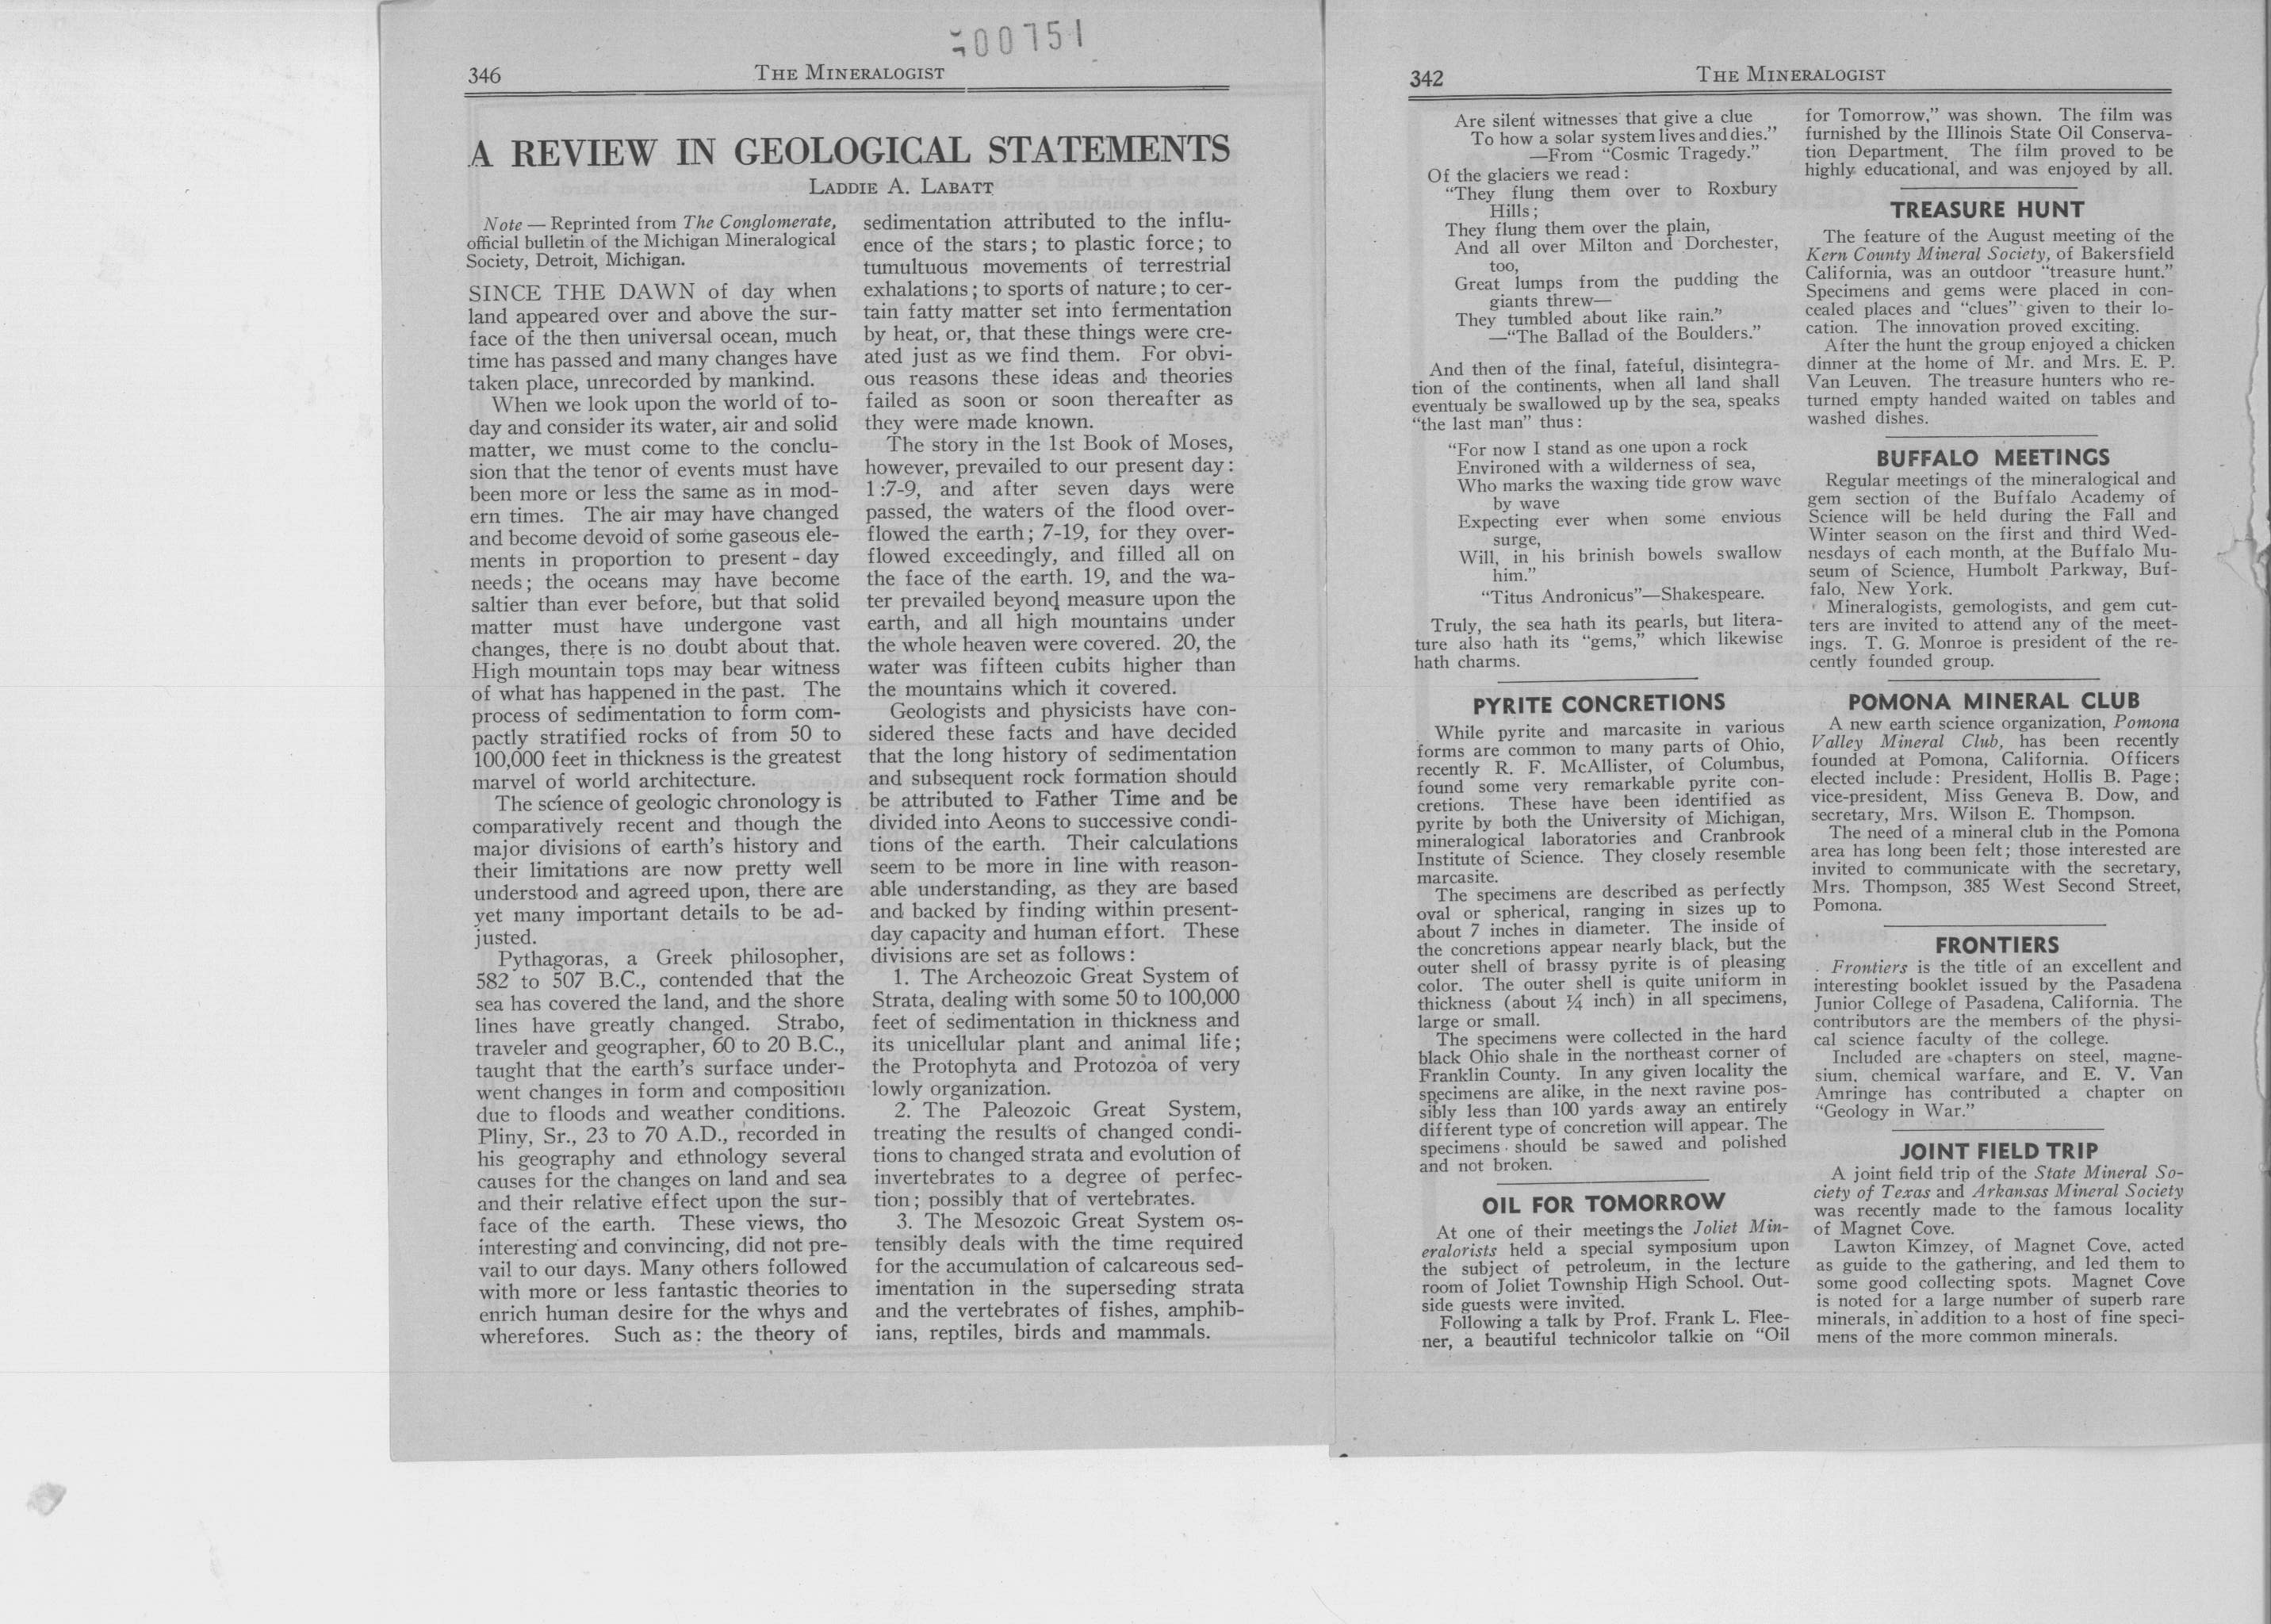 00751
346
THE MINERALOGIST
A REVIEW IN GEOLOGICAL STATEMENTS
LADDIE A. LABATT
Note — Reprinted from The Conglomerate,
official bulletin of the Michigan Mineralogical
Society, Detroit, Michigan.
SINCE THE DAWN of day when
land appeared over and above the sur-
face of the then universal ocean, much
time has passed and many changes have
taken place, unrecorded by mankind.
When we look upon the world of to-
day and consider its water, air and solid
matter, we must come to the conclu-
sion that the tenor of events must have
been more or less the same as in mod-
ern times. The air may have changed
and become devoid of some gaseous ele-
ments in proportion to present - day
needs; the oceans may have become
saltier than ever before, but that solid
matter must have undergone vast
changes, there is no doubt about that.
High mountain tops may bear witness
of what has happened in the past. The
process of sedimentation to form com-
pactly stratified rocks of from 50 to
100,000 feet in thickness is the greatest
marvel of world architecture.
The science of geologic chronology is
comparatively recent and though the
major divisions of earth's history and
their limitations are now pretty well
understood and agreed upon, there are
yet many important details to be ad-
justed.
Pythagoras, a Greek philosopher,
582 to 507 B.C., contended that the
sea has covered the land, and the shore
lines have greatly changed. Strabo,
traveler and geographer, 60 to 20 B.C.,
taught that the earth's surface under-
went changes in form and composition
due to floods and weather conditions.
Pliny, Sr., 23 to 70 A.D., recorded in
his geography and ethnology several
causes for the changes on land and sea
and their relative effect upon the sur-
face of the earth. These views, tho
interesting and convincing, did not pre-
vail to our days. Many others followed
with more or less fantastic theories to
enrich human desire for the whys and
wherefores. Such as: the theory of
sedimentation attributed to the influ-
ence of the stars; to plastic force; to
tumultuous movements of terrestrial
exhalations; to sports of nature; to cer-
tain fatty matter set into fermentation
by heat, or, that these things were cre-
ated just as we find them. For obvi-
ous reasons these ideas and theories
failed as soon or soon thereafter as
they were made known.
The story in the 1st Book of Moses,
however, prevailed to our present day:
1:7-9, and after seven days were
passed, the waters of the flood over-
flowed the earth; 7-19, for they over-
flowed exceedingly, and filled all on
the face of the earth. 19, and the wa-
ter prevailed beyond measure upon the
earth, and all high mountains under
the whole heaven were covered. 20, the
water was fifteen cubits higher than
the mountains which it covered.
Geologists and physicists have con-
sidered these facts and have decided
that the long history of sedimentation
and subsequent rock formation should
be attributed to Father Time and be
divided into Aeons to successive condi-
tions of the earth. Their calculations
seem to be more in line with reason-
able understanding, as they are based
and backed by finding within present-
day capacity and human effort. These
divisions are set as follows:
1. The Archeozoic Great System of
Strata, dealing with some 50 to 100,000
feet of sedimentation in thickness and
its unicellular plant and animal life;
the Protophyta and Protozoa of very
lowly organization.
2. The Paleozoic Great System,
treating the results of changed condi-
tions to changed strata and evolution of
invertebrates to a degree of perfec-
tion; possibly that of vertebrates.
3. The Mesozoic Great System os-
tensibly deals with the time required
for the accumulation of calcareous sed-
imentation in the superseding strata
and the vertebrates of fishes, amphib-
ians, reptiles, birds and mammals.
342
THE MINERALOGIST
Are silent witnesses that give a clue
To how a solar system lives and dies."
—From "Cosmic Tragedy."
Of the glaciers we read:
"They flung them over to Roxbury
Hills;
They flung them over the plain,
And all over Milton and Dorchester,
too,
Great lumps from the pudding the
giants threw—
They tumbled about like rain."
—"The Ballad of the Boulders."
And then of the final, fateful, disintegra-
tion of the continents, when all land shall
eventualy be swallowed up by the sea, speaks
"the last man" thus:
"For now I stand as one upon a rock
Environed with a wilderness of sea,
Who marks the waxing tide grow wave
by wave
Expecting ever when some envious
surge,
Will, in his brinish bowels swallow
him."
"Titus Andronicus"—Shakespeare.
Truly, the sea hath its pearls, but litera-
ture also hath its "gems," which likewise
hath charms.
PYRITE CONCRETIONS
While pyrite and marcasite in various
forms are common to many parts of Ohio,
recently R. F. McAllister, of Columbus,
found some very remarkable pyrite con-
cretions. These have been identified as
pyrite by both the University of Michigan,
mineralogical laboratories and Cranbrook
Institute of Science. They closely resemble
marcasite.
The specimens are described as perfectly
oval or spherical, ranging in sizes up to
about 7 inches in diameter. The inside of
the concretions appear nearly black, but the
outer shell of brassy pyrite is of pleasing
color. The outer shell is quite uniform in
thickness (about ¼ inch) in all specimens,
large or small.
The specimens were collected in the hard
black Ohio shale in the northeast corner of
Franklin County. In any given locality the
specimens are alike, in the next ravine pos-
sibly less than 100 yards away an entirely
different type of concretion will appear. The
specimens should be sawed and polished
and not broken.
OIL FOR TOMORROW
At one of their meetings the Joliet Min-
eralorists held a special symposium upon
the subject of petroleum, in the lecture
room of Joliet Township High School. Out-
side guests were invited.
Following a talk by Prof. Frank L. Flee-
ner, a beautiful technicolor talkie on "Oil
for Tomorrow," was shown. The film was
furnished by the Illinois State Oil Conserva-
tion Department. The film proved to be
highly educational, and was enjoyed by all.
TREASURE HUNT
The feature of the August meeting of the
Kern County Mineral Society, of Bakersfield
California, was an outdoor "treasure hunt."
Specimens and gems were placed in con-
cealed places and "clues" given to their lo-
cation. The innovation proved exciting.
After the hunt the group enjoyed a chicken
dinner at the home of Mr. and Mrs. E. P.
Van Leuven. The treasure hunters who re-
turned empty handed waited on tables and
washed dishes.
BUFFALO MEETINGS
Regular meetings of the mineralogical and
gem section of the Buffalo Academy of
Science will be held during the Fall and
Winter season on the first and third Wed-
nesdays of each month, at the Buffalo Mu-
seum of Science, Humbolt Parkway, Buf-
falo, New York.
Mineralogists, gemologists, and gem cut-
ters are invited to attend any of the meet-
ings. T. G. Monroe is president of the re-
cently founded group.
POMONA MINERAL CLUB
A new earth science organization, Pomona
Valley Mineral Club, has been recently
founded at Pomona, California. Officers
elected include: President, Hollis B. Page;
vice-president, Miss Geneva B. Dow, and
secretary, Mrs. Wilson E. Thompson.
The need of a mineral club in the Pomona
area has long been felt; those interested are
invited to communicate with the secretary,
Mrs. Thompson, 385 West Second Street,
Pomona.
FRONTIERS
Frontiers is the title of an excellent and
interesting booklet issued by the Pasadena
Junior College of Pasadena, California. The
contributors are the members of the physi-
cal science faculty of the college.
Included are chapters on steel, magne-
sium, chemical warfare, and E. V. Van
Amringe has contributed a chapter on
"Geology in War."
JOINT FIELD TRIP
A joint field trip of the State Mineral So-
ciety of Texas and Arkansas Mineral Society
was recently made to the famous locality
of Magnet Cove.
Lawton Kimzey, of Magnet Cove, acted
as guide to the gathering, and led them to
some good collecting spots. Magnet Cove
is noted for a large number of superb rare
minerals, in addition to a host of fine speci-
mens of the more common minerals.